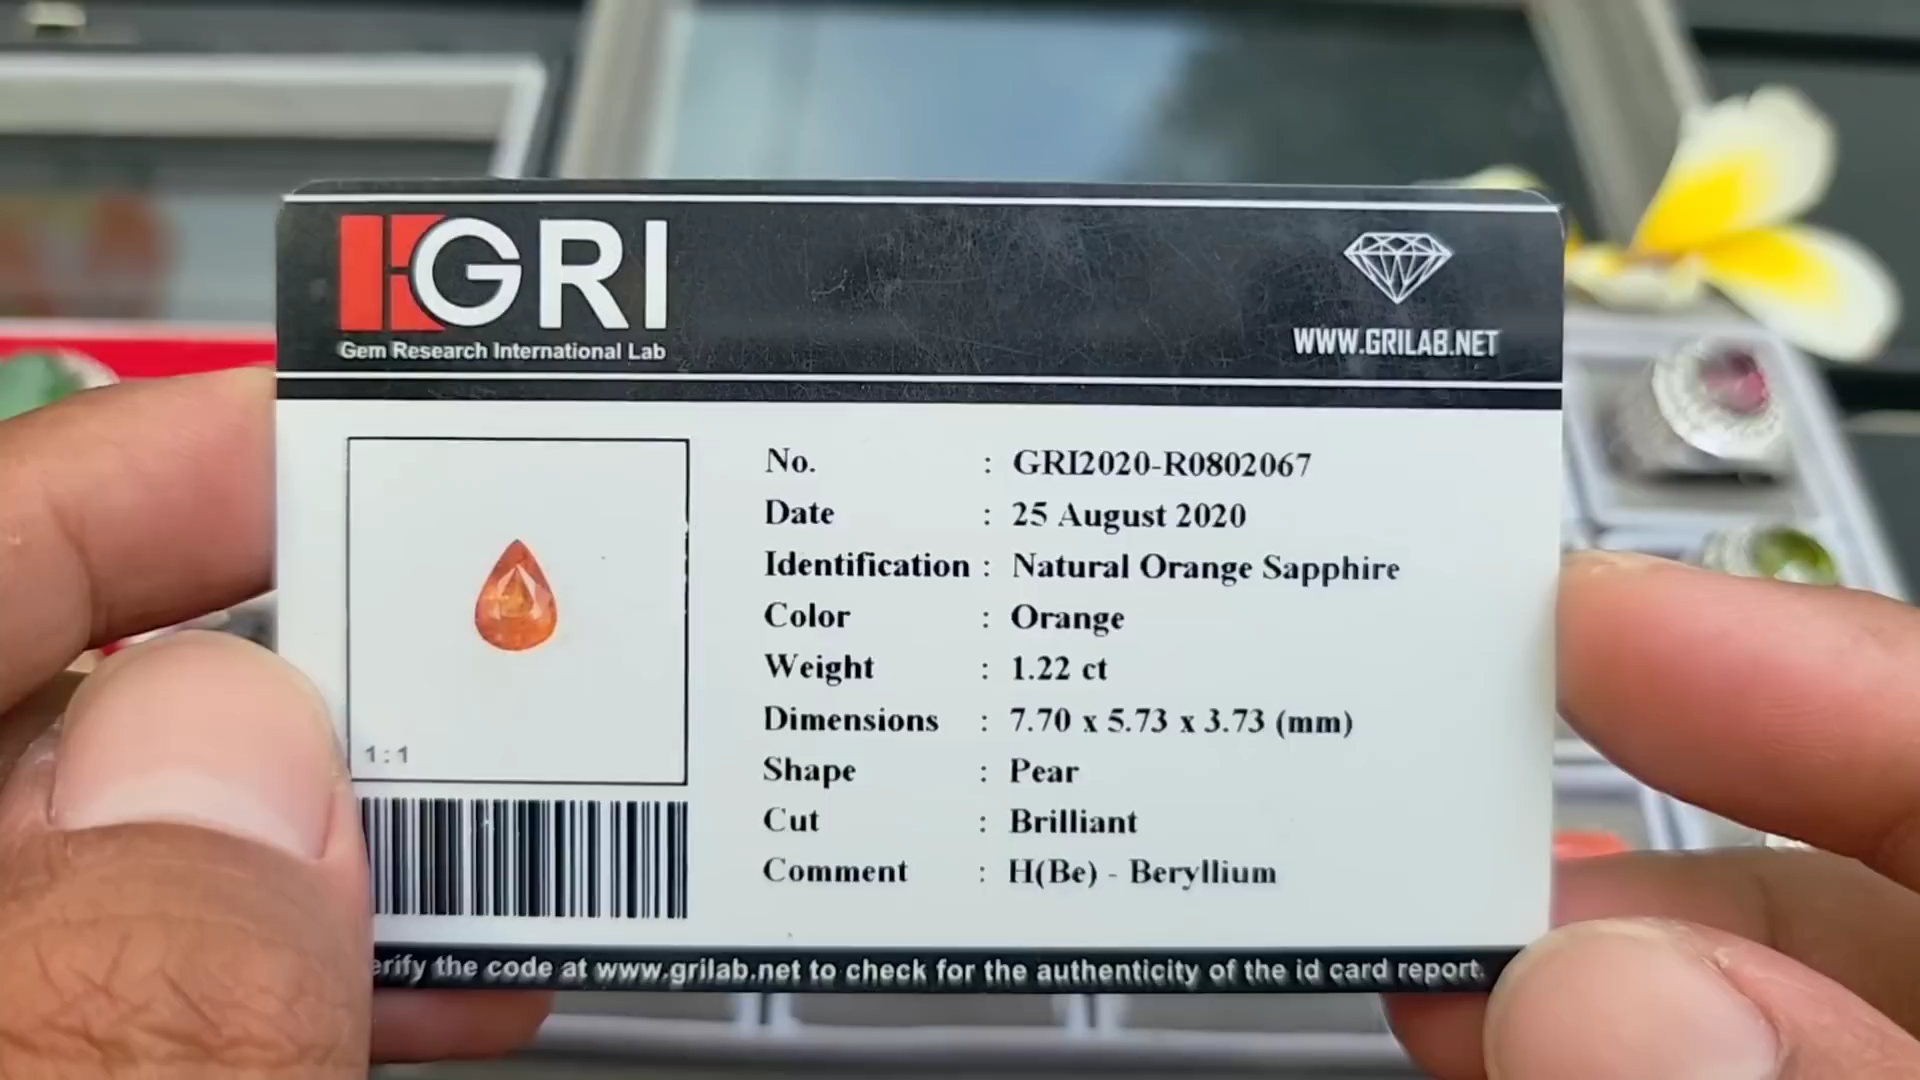 GRI
Gem Research International Lab
WWW.GRILAB.NET
No. : GRI2020-R0802067
Date : 25 August 2020
Identification : Natural Orange Sapphire
Color : Orange
Weight : 1.22 ct
Dimensions : 7.70 x 5.73 x 3.73 (mm)
Shape : Pear
Cut : Brilliant
Comment : H(Be) - Beryllium
1:1
erify the code at www.grilab.net to check for the authenticity of the id card report.